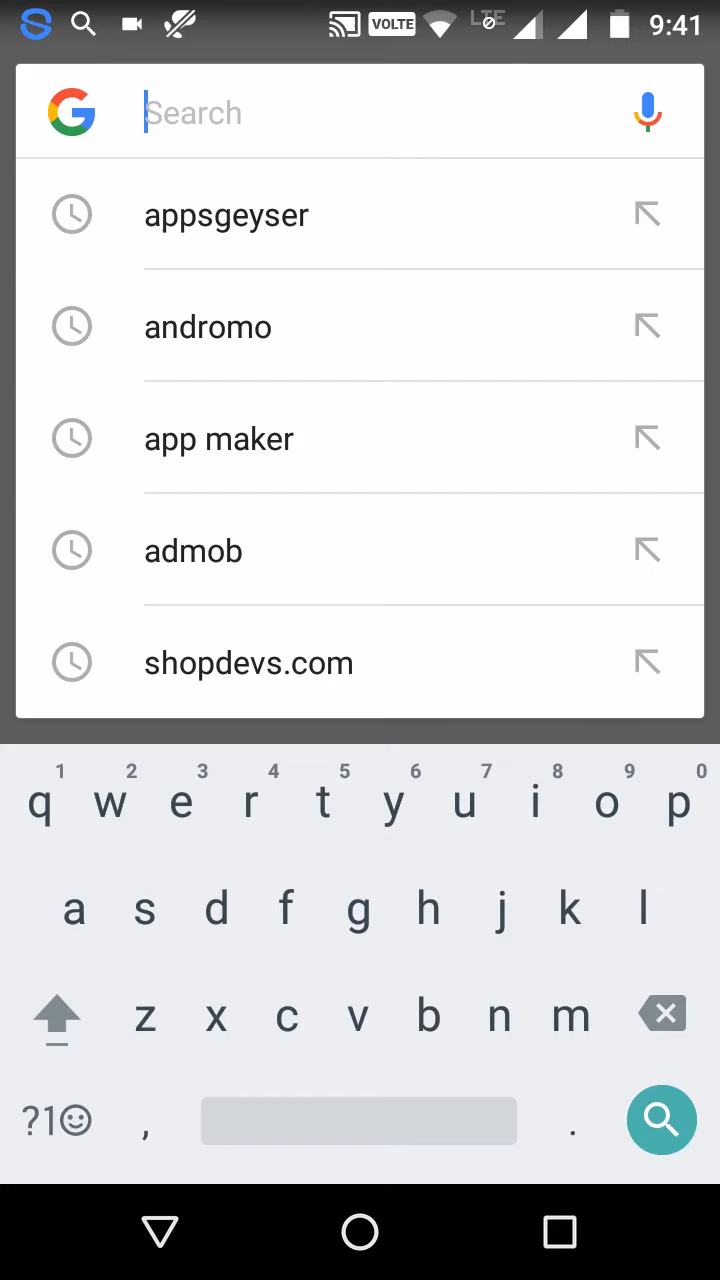 VOLTE LTE 9:41
Search
appsgeyser
andromo
app maker
admob
shopdevs.com
1 2 3 4 5 6 7 8 9 0
q w e r t y u i o p
a s d f g h j k l
z x c v b n m
?1☺ , .